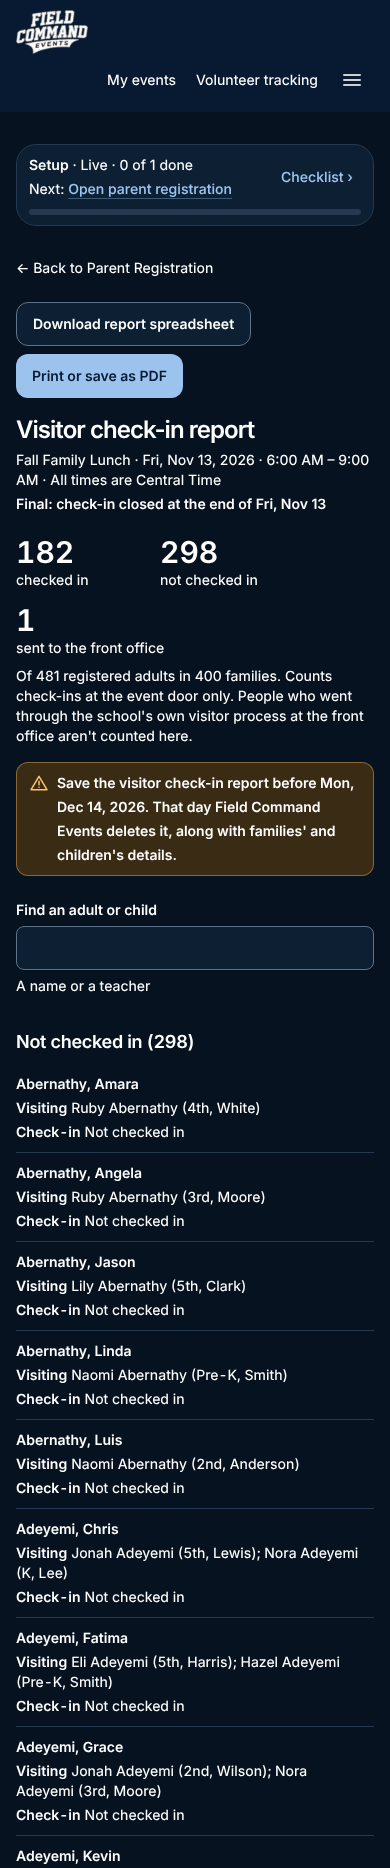 FIELD
COMMAND
EVENTS
My events
Volunteer tracking
Setup · Live · 0 of 1 done
Next: Open parent registration
Checklist ›
← Back to Parent Registration
Download report spreadsheet
Print or save as PDF
Visitor check-in report
Fall Family Lunch · Fri, Nov 13, 2026 · 6:00 AM – 9:00
AM · All times are Central Time
Final: check-in closed at the end of Fri, Nov 13
182
checked in
298
not checked in
1
sent to the front office
Of 481 registered adults in 400 families. Counts
check-ins at the event door only. People who went
through the school's own visitor process at the front
office aren't counted here.
Save the visitor check-in report before Mon,
Dec 14, 2026. That day Field Command
Events deletes it, along with families' and
children's details.
Find an adult or child
A name or a teacher
Not checked in (298)
Abernathy, Amara
Visiting Ruby Abernathy (4th, White)
Check-in Not checked in
Abernathy, Angela
Visiting Ruby Abernathy (3rd, Moore)
Check-in Not checked in
Abernathy, Jason
Visiting Lily Abernathy (5th, Clark)
Check-in Not checked in
Abernathy, Linda
Visiting Naomi Abernathy (Pre-K, Smith)
Check-in Not checked in
Abernathy, Luis
Visiting Naomi Abernathy (2nd, Anderson)
Check-in Not checked in
Adeyemi, Chris
Visiting Jonah Adeyemi (5th, Lewis); Nora Adeyemi
(K, Lee)
Check-in Not checked in
Adeyemi, Fatima
Visiting Eli Adeyemi (5th, Harris); Hazel Adeyemi
(Pre-K, Smith)
Check-in Not checked in
Adeyemi, Grace
Visiting Jonah Adeyemi (2nd, Wilson); Nora
Adeyemi (3rd, Moore)
Check-in Not checked in
Adeyemi, Kevin